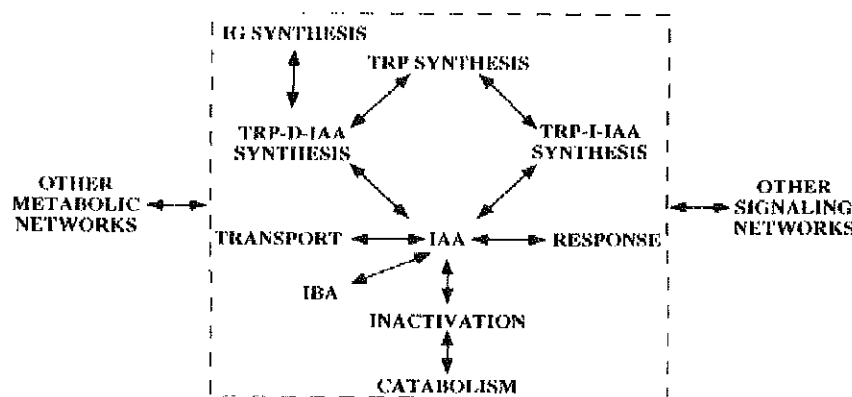 IG SYNTHESIS
TRP SYNTHESIS
TRP-D-IAA
SYNTHESIS
TRP-I-IAA
SYNTHESIS
OTHER
METABOLIC
NETWORKS
OTHER
SIGNALING
NETWORKS
TRANSPORT
IAA
RESPONSE
IBA
INACTIVATION
CATABOLISM